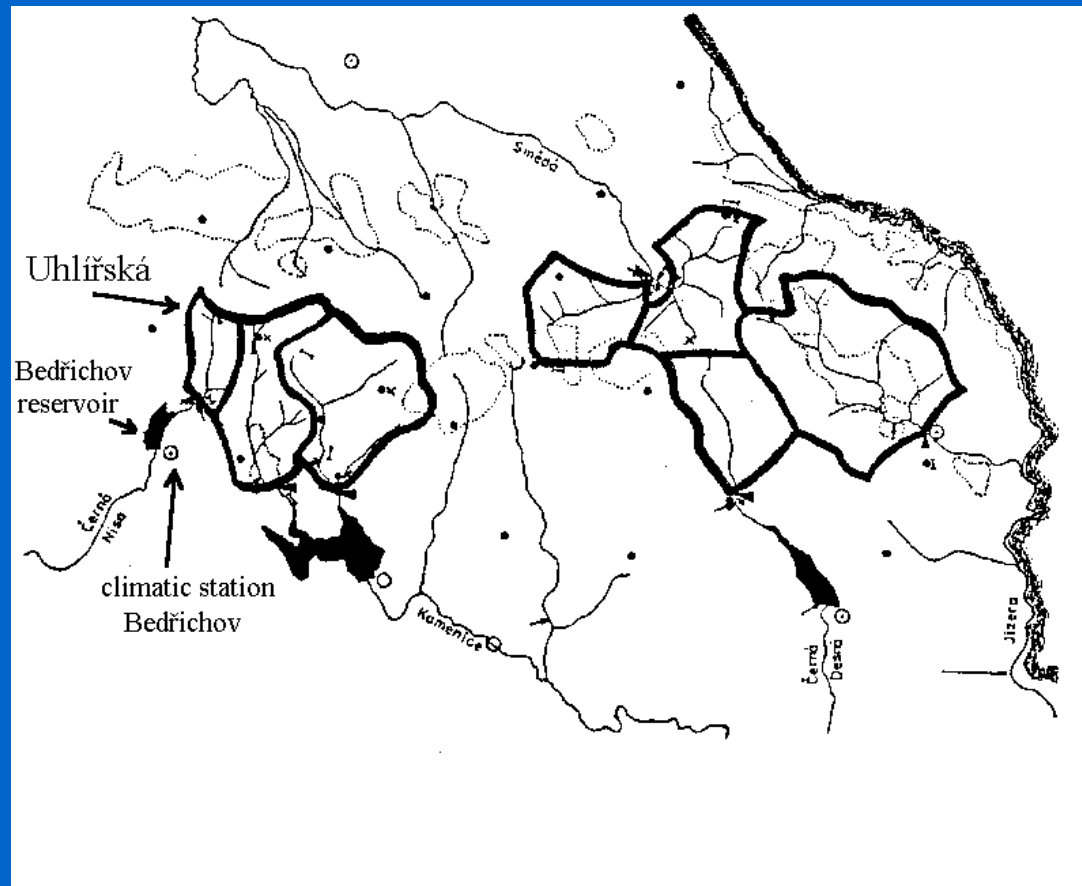 Smědá
Uhlířská
Bedřichov
reservoir
Černá
Nisa
climatic station
Bedřichov
Kamenice
Černá
Desná
Jizera